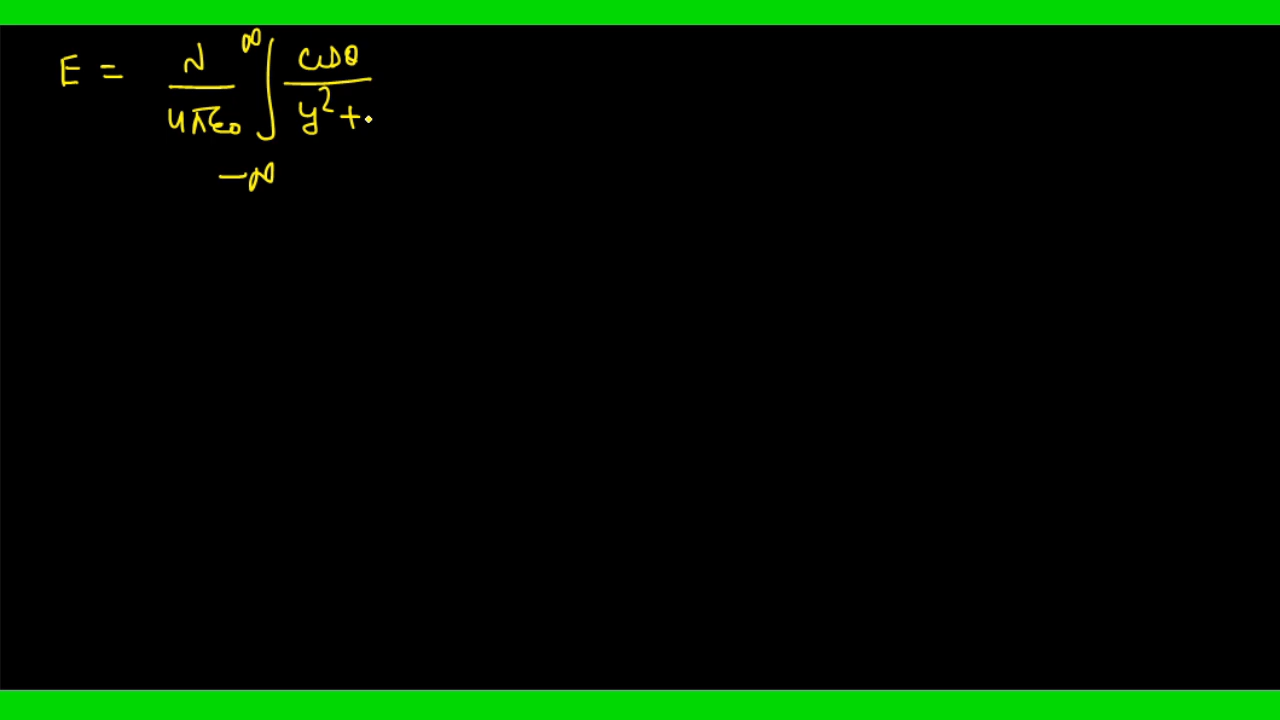 E = λ/4πε₀ ∫_{-∞}^{∞} cosθ/y² +